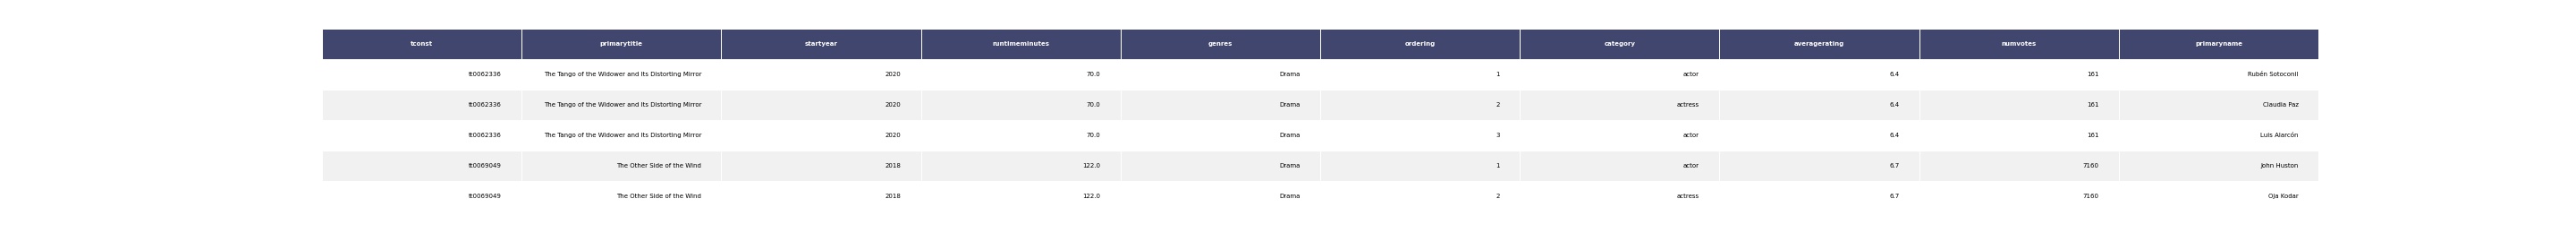 tconst primarytitle startyear runtimeminutes genres ordering category averagerating numvotes primaryname
tt0062336 The Tango of the Widower and Its Distorting Mirror 2020 70.0 Drama 1 actor 6.4 161 Rubén Sotoconil
tt0062336 The Tango of the Widower and Its Distorting Mirror 2020 70.0 Drama 2 actress 6.4 161 Claudia Paz
tt0062336 The Tango of the Widower and Its Distorting Mirror 2020 70.0 Drama 3 actor 6.4 161 Luis Alarcón
tt0069049 The Other Side of the Wind 2018 122.0 Drama 1 actor 6.7 7160 John Huston
tt0069049 The Other Side of the Wind 2018 122.0 Drama 2 actress 6.7 7160 Oja Kodar